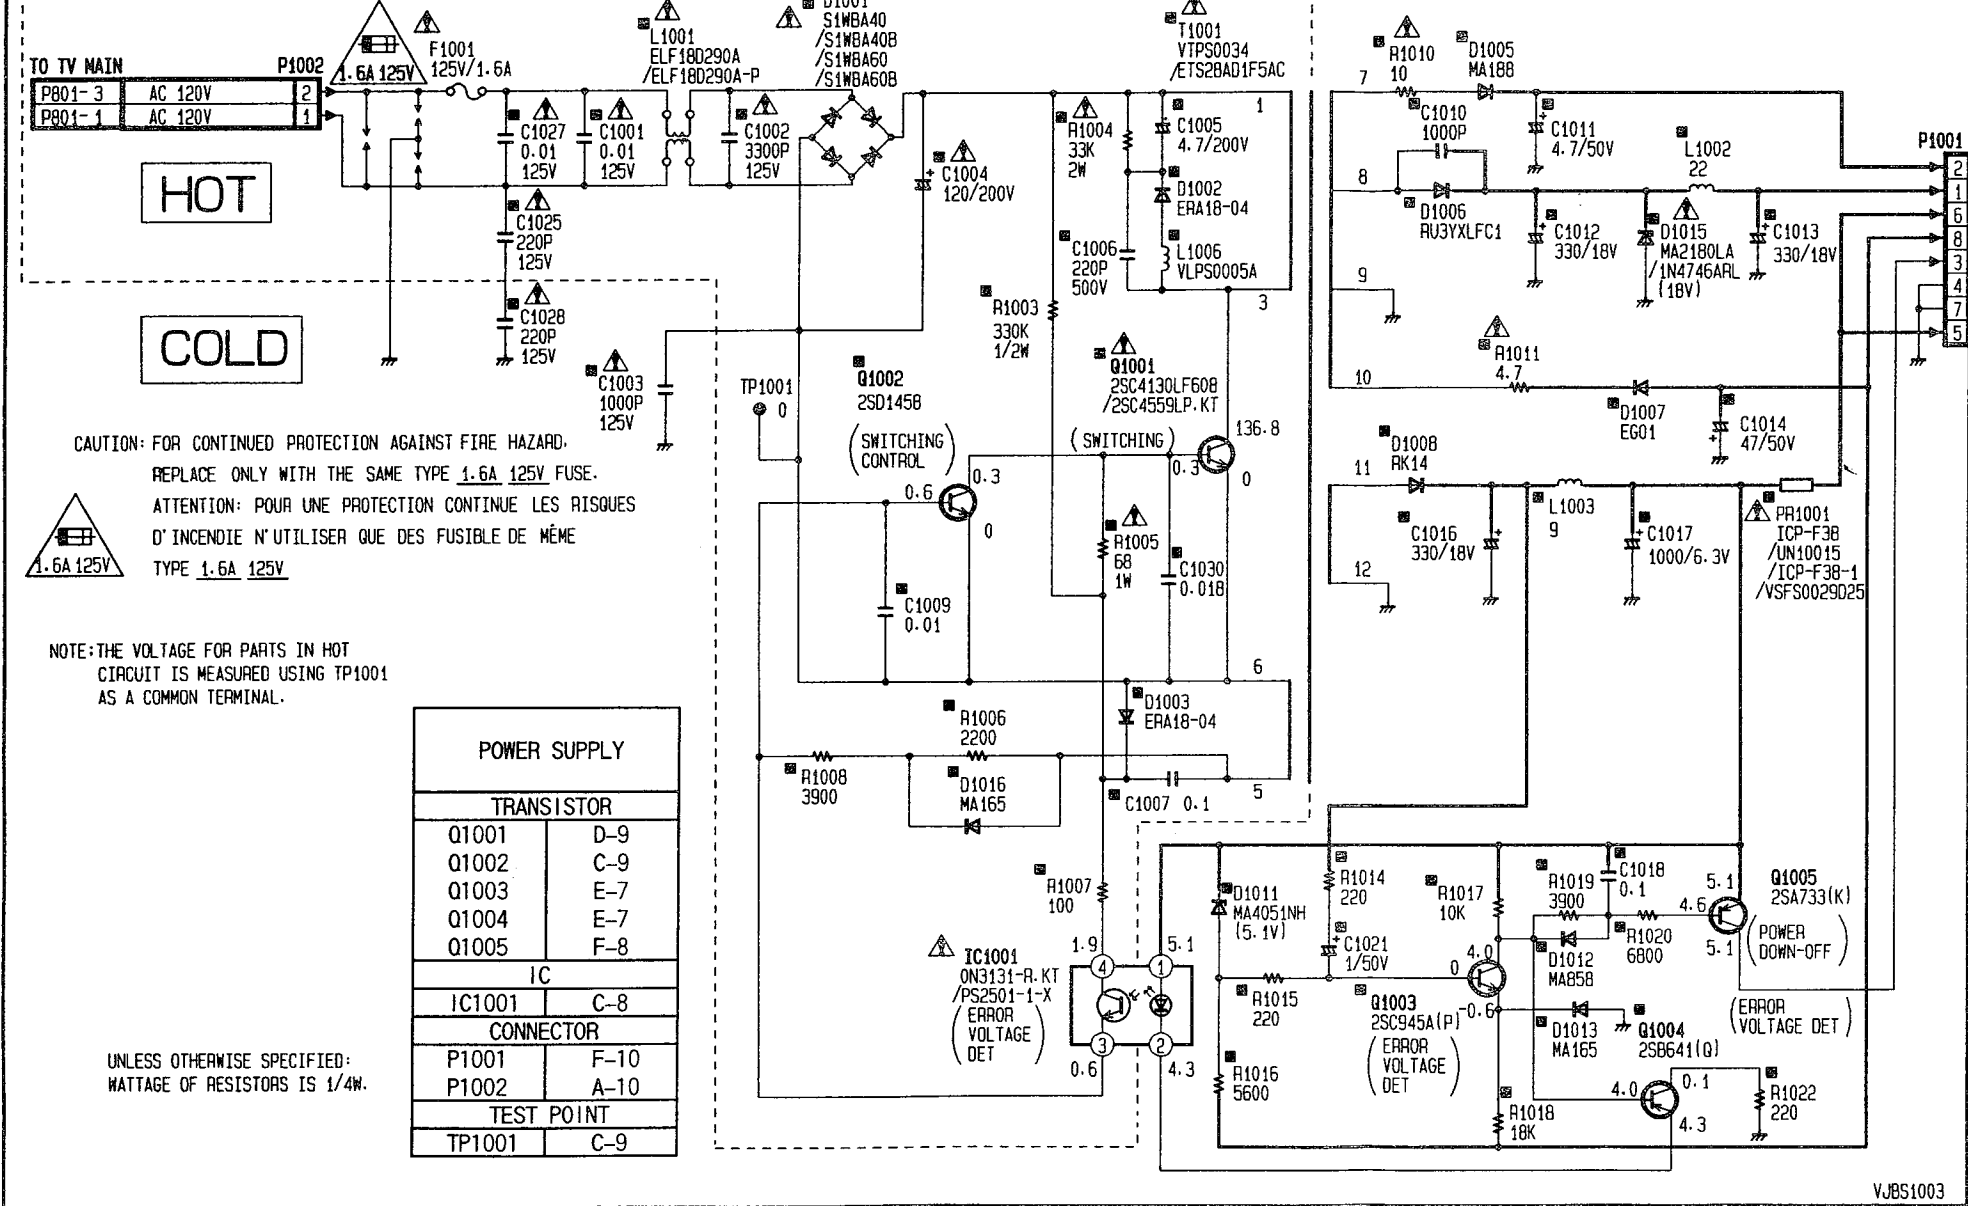 TO TV MAIN
P1002
P801-3 AC 120V 2
P801-1 AC 120V 1
1.6A 125V
F1001
125V/1.6A
L1001
ELF18D290A
/ELF18D290A-P
D1001
S1WBA40
/S1WBA40B
/S1WBA60
/S1WBA60B
T1001
VTPS0034
/ETS28AD1F5AC
C1027
0.01
125V
C1001
0.01
125V
C1002
3300P
125V
C1004
120/200V
R1004
33K
2W
C1005
4.7/200V
D1002
ERA18-04
C1006
220P
500V
L1006
VLPS0005A
1
3
HOT
C1025
220P
125V
COLD
C1028
220P
125V
C1003
1000P
125V
R1003
330K
1/2W
TP1001
0
Q1002
2SD1458
(SWITCHING
CONTROL)
0.6
0.3
0
Q1001
2SC4130LF608
/2SC4559LP.KT
(SWITCHING)
0.3
136.8
0
R1005
68
1W
C1030
0.018
C1009
0.01
6
D1003
ERA18-04
R1006
2200
R1008
3900
D1016
MA165
C1007 0.1
5
R1007
100
IC1001
ON3131-R.KT
/PS2501-1-X
(ERROR
VOLTAGE
DET)
1.9
4
5.1
1
3
0.6
2
4.3
CAUTION: FOR CONTINUED PROTECTION AGAINST FIRE HAZARD,
REPLACE ONLY WITH THE SAME TYPE 1.6A 125V FUSE.
ATTENTION: POUR UNE PROTECTION CONTINUE LES RISQUES
D'INCENDIE N'UTILISER QUE DES FUSIBLE DE MÊME
TYPE 1.6A 125V
1.6A 125V
NOTE:THE VOLTAGE FOR PARTS IN HOT
CIRCUIT IS MEASURED USING TP1001
AS A COMMON TERMINAL.
POWER SUPPLY
TRANSISTOR
Q1001 D-9
Q1002 C-9
Q1003 E-7
Q1004 E-7
Q1005 F-8
IC
IC1001 C-8
CONNECTOR
P1001 F-10
P1002 A-10
TEST POINT
TP1001 C-9
UNLESS OTHERWISE SPECIFIED:
WATTAGE OF RESISTORS IS 1/4W.
7
R1010
10
D1005
MA188
C1010
1000P
C1011
4.7/50V
L1002
22
P1001
2
1
6
8
3
4
7
5
8
D1006
RU3YXLFC1
C1012
330/18V
D1015
MA2180LA
/1N4746ARL
(18V)
C1013
330/18V
9
R1011
4.7
10
D1007
EG01
C1014
47/50V
11
D1008
RK14
L1003
9
C1016
330/18V
C1017
1000/6.3V
PR1001
ICP-F38
/UN10015
/ICP-F38-1
/VSFS0029D25
12
D1011
MA4051NH
(5.1V)
R1014
220
C1021
1/50V
R1015
220
R1016
5600
R1017
10K
Q1003
2SC945A(P)
(ERROR
VOLTAGE
DET)
0
4.0
-0.6
R1019
3900
C1018
0.1
D1012
MA858
R1020
6800
4.6
5.1
5.1
Q1005
2SA733(K)
(POWER
DOWN-OFF)
(ERROR
VOLTAGE DET)
D1013
MA165
Q1004
2SB641(Q)
R1018
18K
4.0
0.1
4.3
R1022
220
VJBS1003